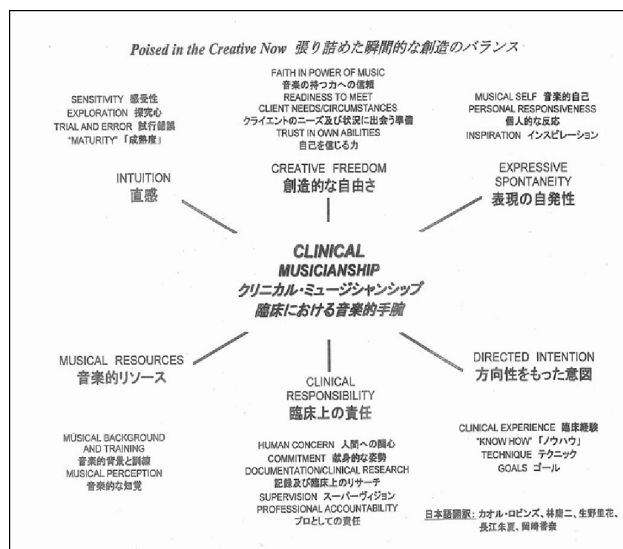 Poised in the Creative Now 張り詰めた瞬間的な創造のバランス
SENSITIVITY 感受性
EXPLORATION 探究心
TRIAL AND ERROR 試行錯誤
"MATURITY" 「成熟度」
INTUITION
直感
FAITH IN POWER OF MUSIC
音楽の持つ力への信頼
READINESS TO MEET
CLIENT NEEDS/CIRCUMSTANCES
クライエントのニーズ及び状況に出会う準備
TRUST IN OWN ABILITIES
自己を信じる力
CREATIVE FREEDOM
創造的な自由さ
MUSICAL SELF 音楽的自己
PERSONAL RESPONSIVENESS
個人的な反応
INSPIRATION インスピレーション
EXPRESSIVE
SPONTANEITY
表現の自発性
CLINICAL
MUSICIANSHIP
クリニカル・ミュージシャンシップ
臨床における音楽的手腕
MUSICAL RESOURCES
音楽的リソース
MUSICAL BACKGROUND
AND TRAINING
音楽的背景と訓練
MUSICAL PERCEPTION
音楽的な知覚
CLINICAL
RESPONSIBILITY
臨床上の責任
HUMAN CONCERN 人間への関心
COMMITMENT 献身的な姿勢
DOCUMENTATION/CLINICAL RESEARCH
記録及び臨床上のリサーチ
SUPERVISION スーパーヴィジョン
PROFESSIONAL ACCOUNTABILITY
プロとしての責任
DIRECTED INTENTION
方向性をもった意図
CLINICAL EXPERIENCE 臨床経験
"KNOW HOW" 「ノウハウ」
TECHNIQUE テクニック
GOALS ゴール
日本語翻訳: カオル・ロビンズ、林庸二、生野里花、
長江朱夏、岡崎香奈